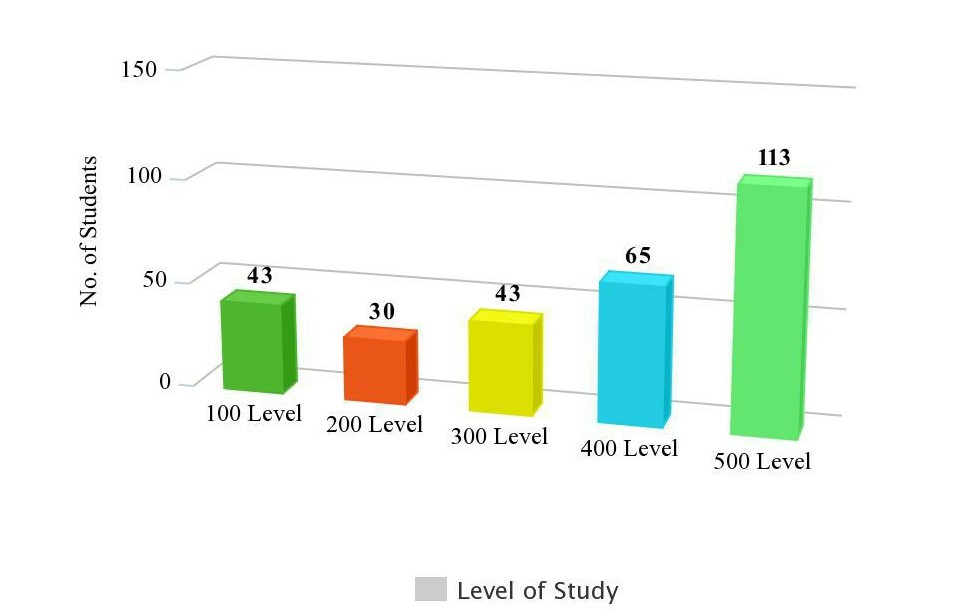 150
100
50
0
No. of Students
43
30
43
65
113
100 Level
200 Level
300 Level
400 Level
500 Level
Level of Study